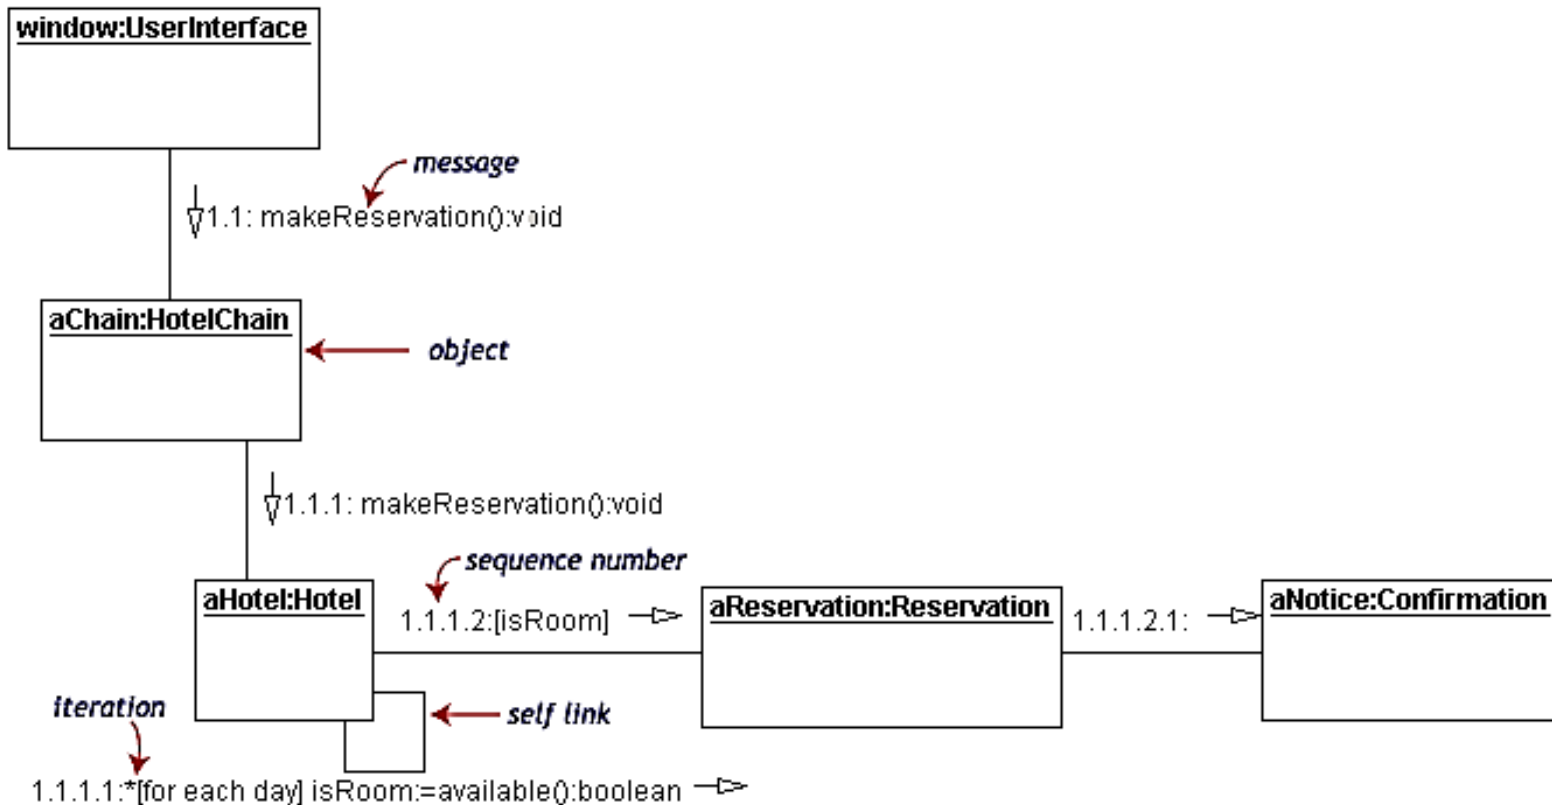 window:UserInterface
message
1.1: makeReservation():void
aChain:HotelChain
object
1.1.1: makeReservation():void
sequence number
aHotel:Hotel
1.1.1.2:[isRoom]
aReservation:Reservation
1.1.1.2.1:
aNotice:Confirmation
iteration
self link
1.1.1.1:*[for each day] isRoom:=available():boolean